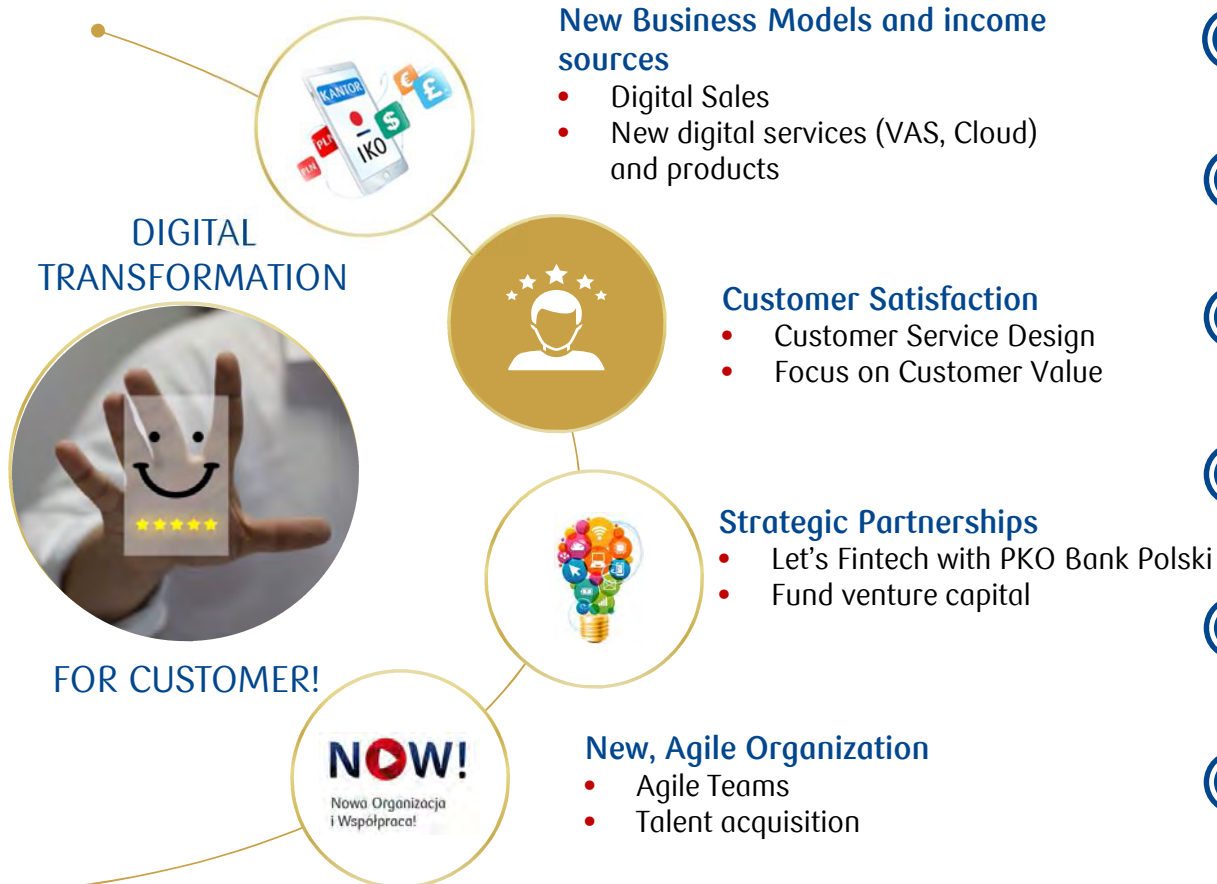 New Business Models and income
sources
• Digital Sales
• New digital services (VAS, Cloud)
and products
KANTOR
IKO
€
£
$
PLN
PLN
DIGITAL
TRANSFORMATION
Customer Satisfaction
• Customer Service Design
• Focus on Customer Value
Strategic Partnerships
• Let’s Fintech with PKO Bank Polski
• Fund venture capital
FOR CUSTOMER!
NOW!
Nowa Organizacja
i Współpraca!
New, Agile Organization
• Agile Teams
• Talent acquisition